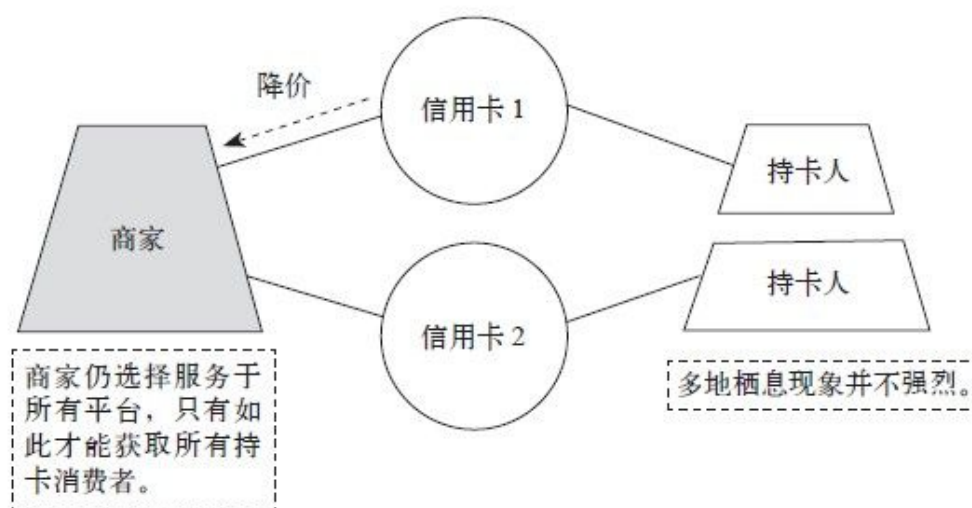 降价
信用卡 1
持卡人
商家
信用卡 2
持卡人
商家仍选择服务于
所有平台，只有如
此才能获取所有持
卡消费者。
多地栖息现象并不强烈。